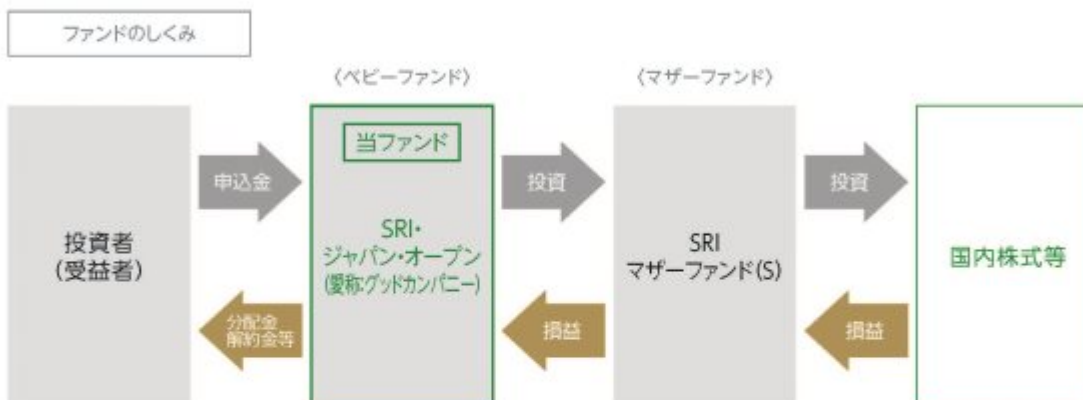 ファンドのしくみ
〈ベビーファンド〉
〈マザーファンド〉
投資者
(受益者)
申込金
分配金
解約金等
当ファンド
SRI・
ジャパン・オープン
(愛称:グッドカンパニー)
投資
損益
SRI
マザーファンド(S)
投資
損益
国内株式等